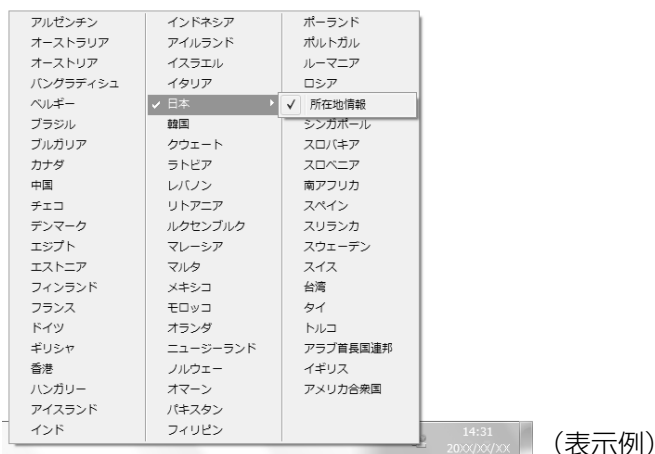 アルゼンチン
オーストラリア
オーストリア
バングラディシュ
ベルギー
ブラジル
ブルガリア
カナダ
中国
チェコ
デンマーク
エジプト
エストニア
フィンランド
フランス
ドイツ
ギリシャ
香港
ハンガリー
アイスランド
インド
インドネシア
アイルランド
イスラエル
イタリア
日本
韓国
クウェート
ラトビア
レバノン
リトアニア
ルクセンブルク
マレーシア
マルタ
メキシコ
モロッコ
オランダ
ニュージーランド
ノルウェー
オマーン
パキスタン
フィリピン
ポーランド
ポルトガル
ルーマニア
ロシア
所在地情報
シンガポール
スロバキア
スロベニア
南アフリカ
スペイン
スリランカ
スウェーデン
スイス
台湾
タイ
トルコ
アラブ首長国連邦
イギリス
アメリカ合衆国
14:31
20XX/XX/XX
(表示例)